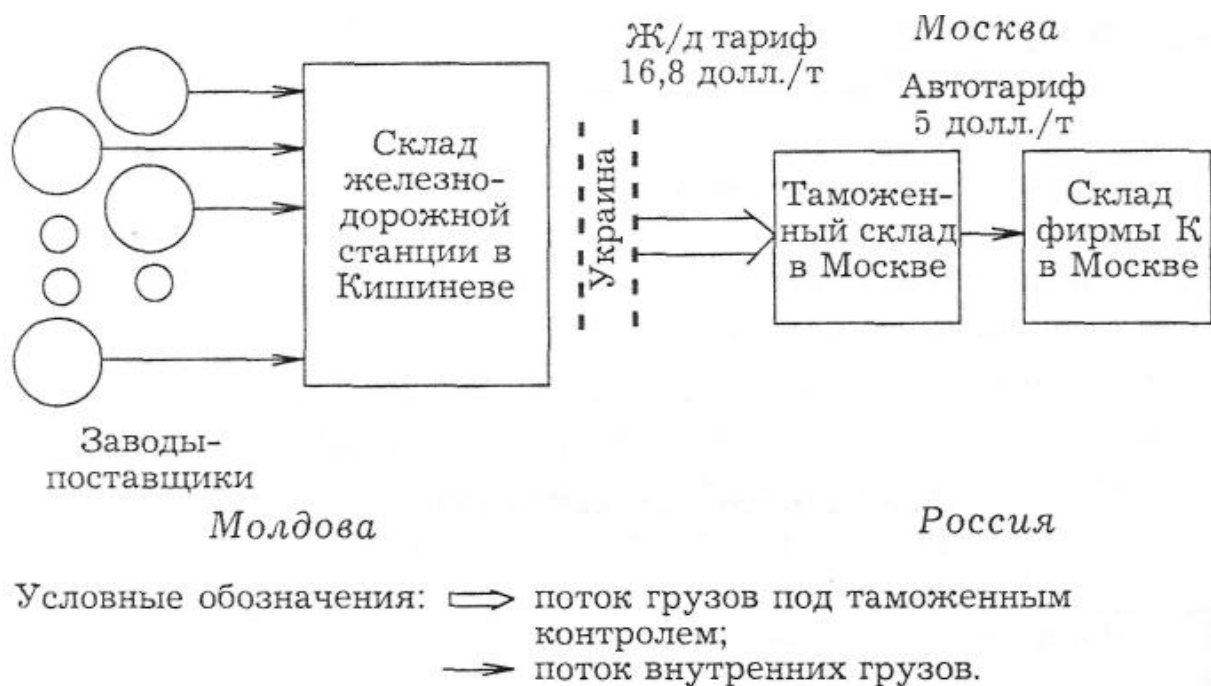 Ж/д тариф
16,8 долл./т
Москва
Автотариф
5 долл./т
Склад
железно-
дорожной
станции в
Кишиневе
Украина
Таможен-
ный склад
в Москве
Склад
фирмы К
в Москве
Заводы-
поставщики
Молдова
Россия
Условные обозначения:
поток грузов под таможенным
контролем;
поток внутренних грузов.